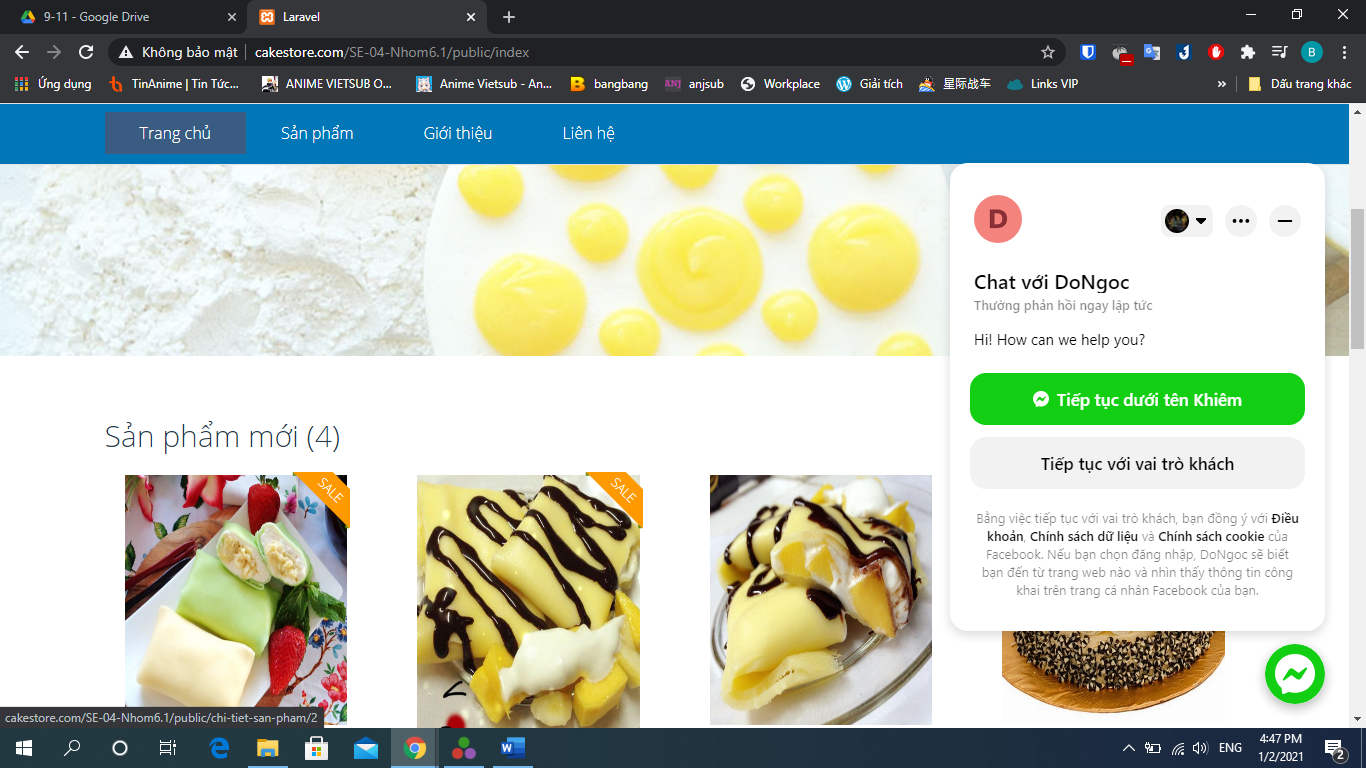 9-11 - Google Drive
Laravel
Không bảo mật
cakestore.com/SE-04-Nhom6.1/public/index
B
Ứng dụng
TinAnime | Tin Tức...
ANIME VIETSUB O...
Anime Vietsub - An...
bangbang
ANJ
anjsub
Workplace
Giải tích
星际战车
Links VIP
»
Dấu trang khác
Trang chủ
Sản phẩm
Giới thiệu
Liên hệ
D
Chat với DoNgoc
Thường phản hồi ngay lập tức
Hi! How can we help you?
Tiếp tục dưới tên Khiêm
Tiếp tục với vai trò khách
Bằng việc tiếp tục với vai trò khách, bạn đồng ý với Điều
khoản, Chính sách dữ liệu và Chính sách cookie của
Facebook. Nếu bạn chọn đăng nhập, DoNgoc sẽ biết
bạn đến từ trang web nào và nhìn thấy thông tin công
khai trên trang cá nhân Facebook của bạn.
Sản phẩm mới (4)
SALE
SALE
cakestore.com/SE-04-Nhom6.1/public/chi-tiet-san-pham/2
ENG
4:47 PM
1/2/2021
2